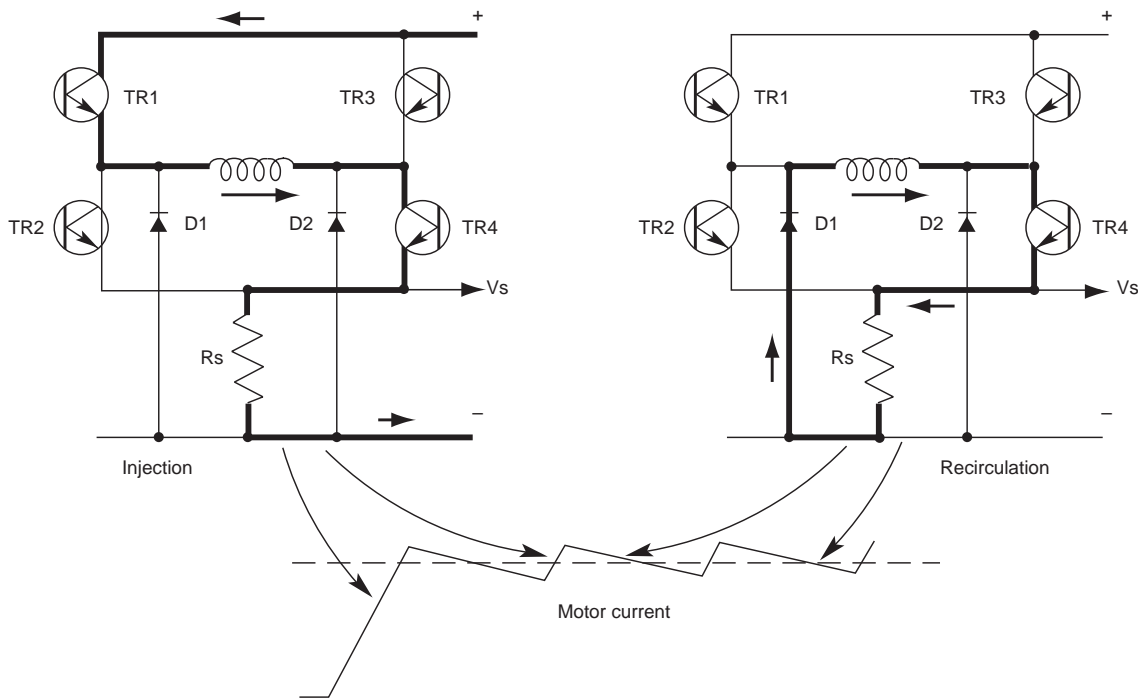 +
TR1
TR3
TR2
D1
D2
TR4
Vs
Rs
–
Injection
+
TR1
TR3
TR2
D1
D2
TR4
Vs
Rs
–
Recirculation
Motor current